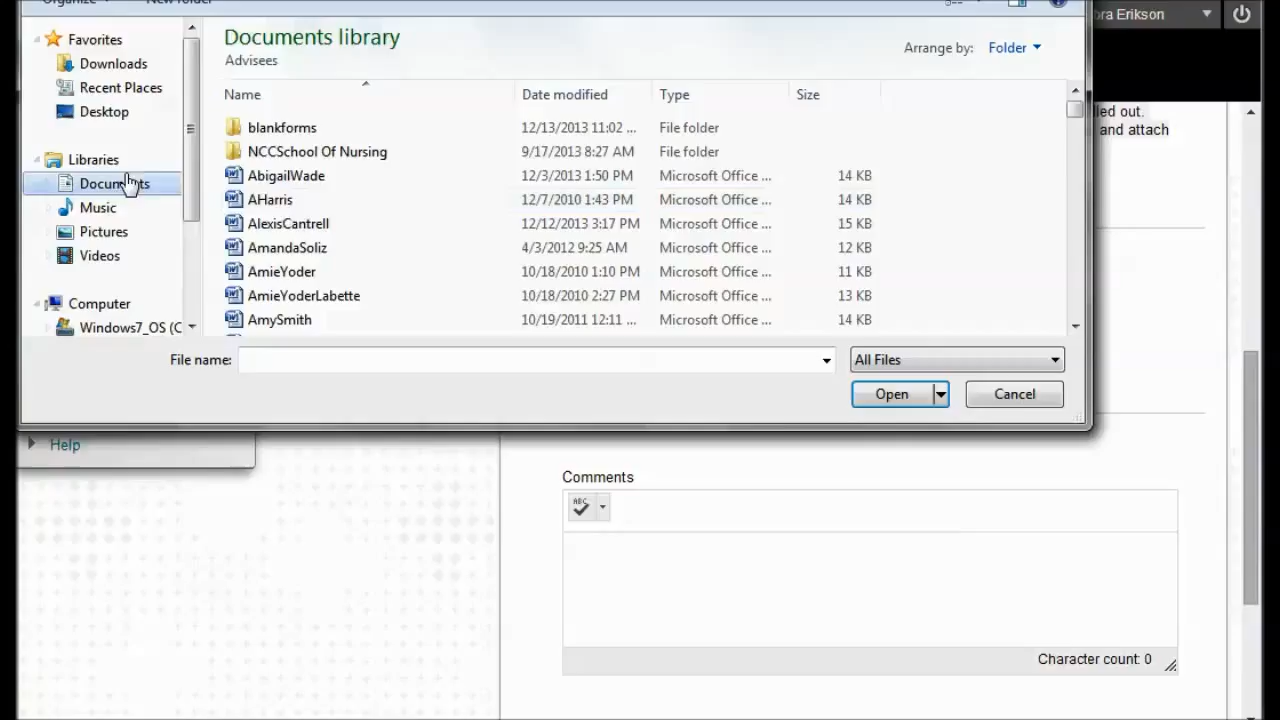 Organize
New folder
bra Erikson
Favorites
Downloads
Recent Places
Desktop
Libraries
Documents
Music
Pictures
Videos
Computer
Windows7_OS (C
Documents library
Advisees
Arrange by: Folder
Name Date modified Type Size
blankforms 12/13/2013 11:02 ... File folder
NCCSchool Of Nursing 9/17/2013 8:27 AM File folder
AbigailWade 12/3/2013 1:50 PM Microsoft Office ... 14 KB
AHarris 12/7/2010 1:43 PM Microsoft Office ... 14 KB
AlexisCantrell 12/12/2013 3:17 PM Microsoft Office ... 15 KB
AmandaSoliz 4/3/2012 9:25 AM Microsoft Office ... 12 KB
AmieYoder 10/18/2010 1:10 PM Microsoft Office ... 11 KB
AmieYoderLabette 10/18/2010 2:27 PM Microsoft Office ... 13 KB
AmySmith 10/19/2011 12:11 ... Microsoft Office ... 14 KB
File name: All Files
Open Cancel
led out.
and attach
Help
Comments
ABC
Character count: 0